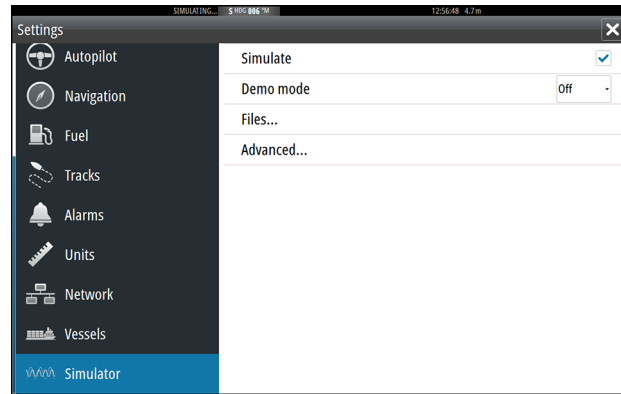 SIMULATING... S HDG 006 °M 12:56:48 4.7 m
Settings
Autopilot
Navigation
Fuel
Tracks
Alarms
Units
Network
Vessels
Simulator
Simulate
Demo mode Off
Files...
Advanced...